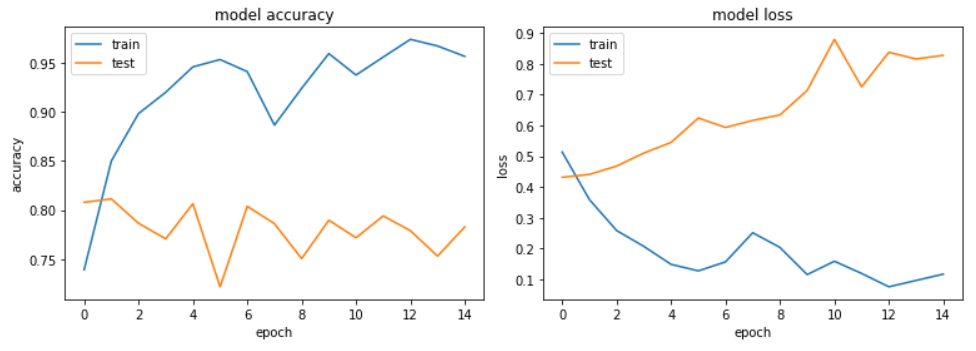 model accuracy
train
test
0.95
0.90
0.85
0.80
0.75
accuracy
0 2 4 6 8 10 12 14
epoch
model loss
train
test
0.9
0.8
0.7
0.6
0.5
0.4
0.3
0.2
0.1
loss
0 2 4 6 8 10 12 14
epoch